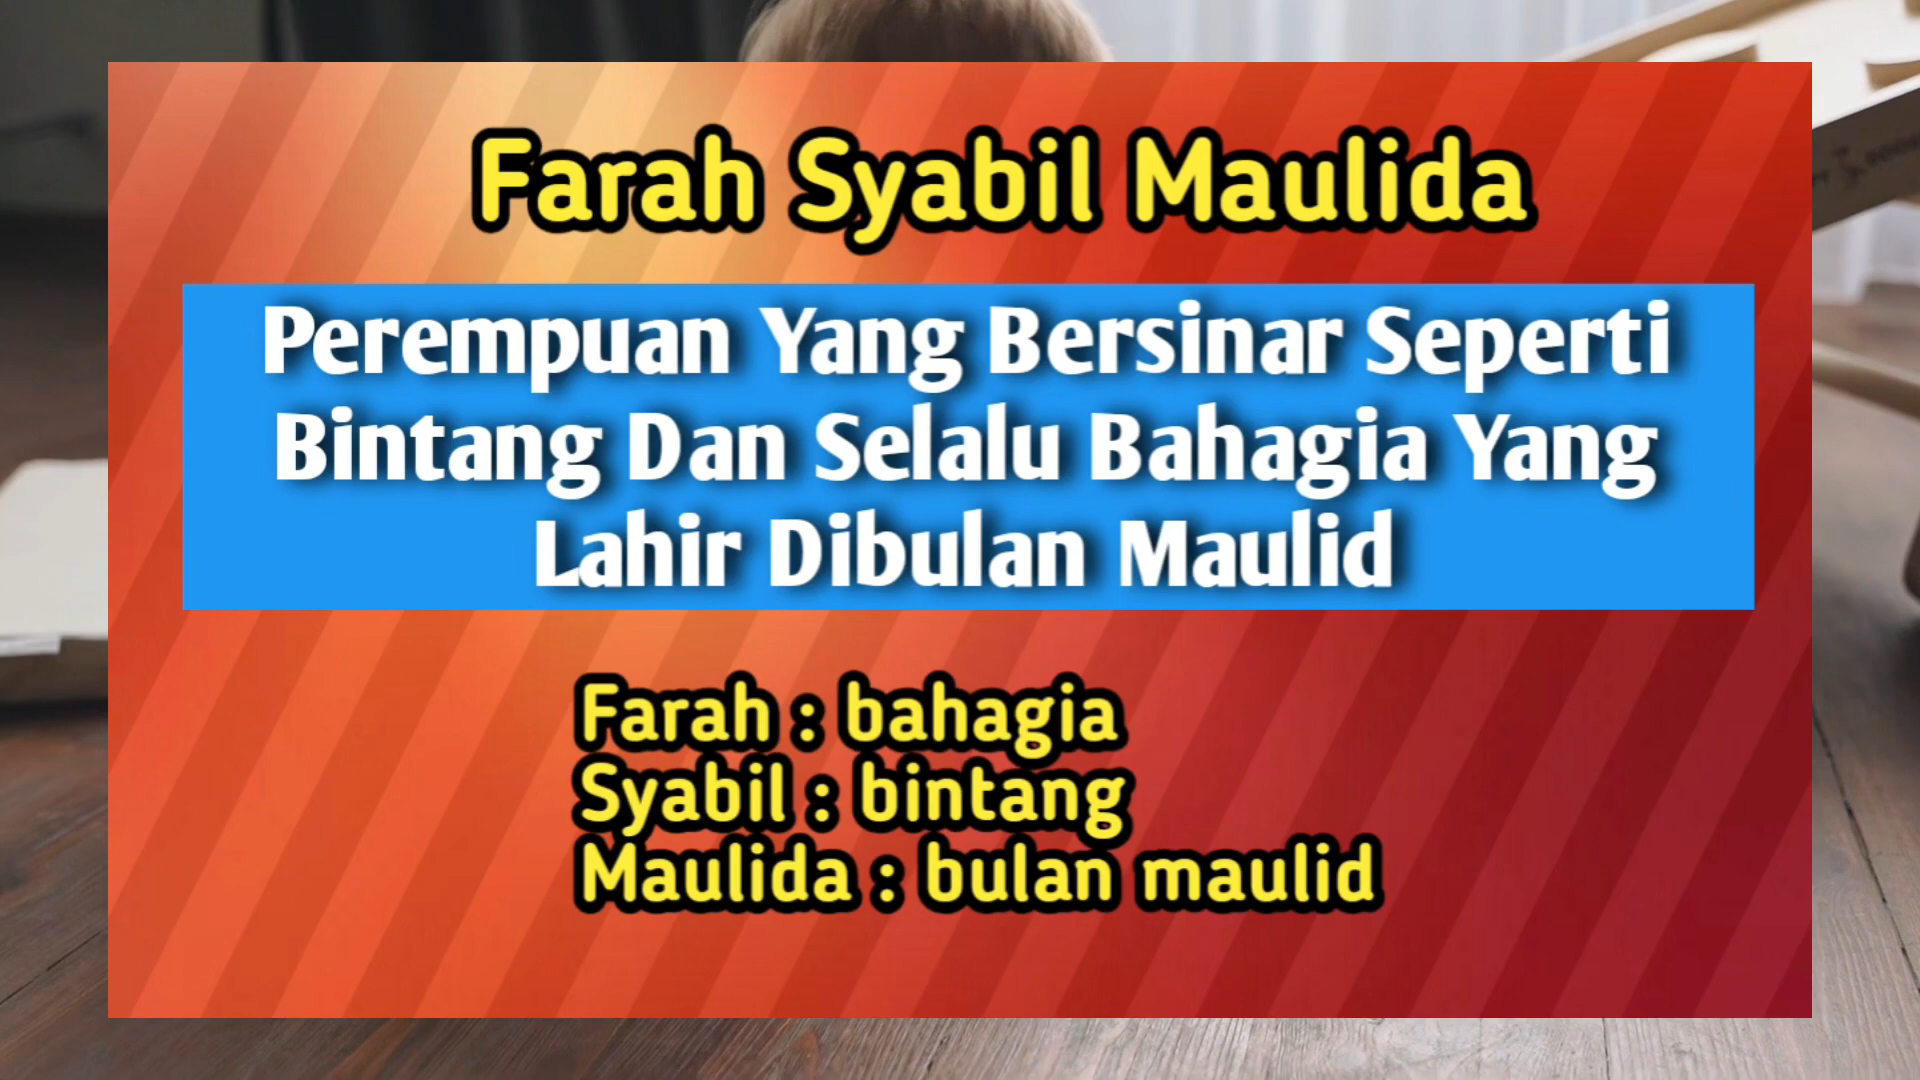 Farah Syabil Maulida
Perempuan Yang Bersinar Seperti
Bintang Dan Selalu Bahagia Yang
Lahir Dibulan Maulid
Farah : bahagia
Syabil : bintang
Maulida : bulan maulid